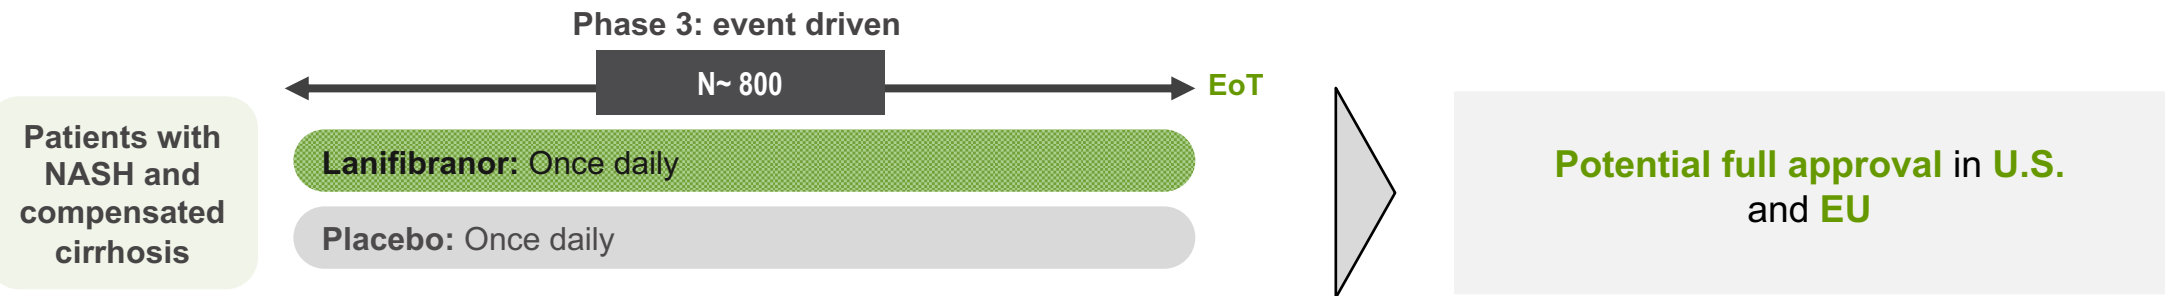 Phase 3: event driven
N~ 800
EoT
Patients with
NASH and
compensated
cirrhosis
Lanifibranor: Once daily
Placebo: Once daily
Potential full approval in U.S.
and EU